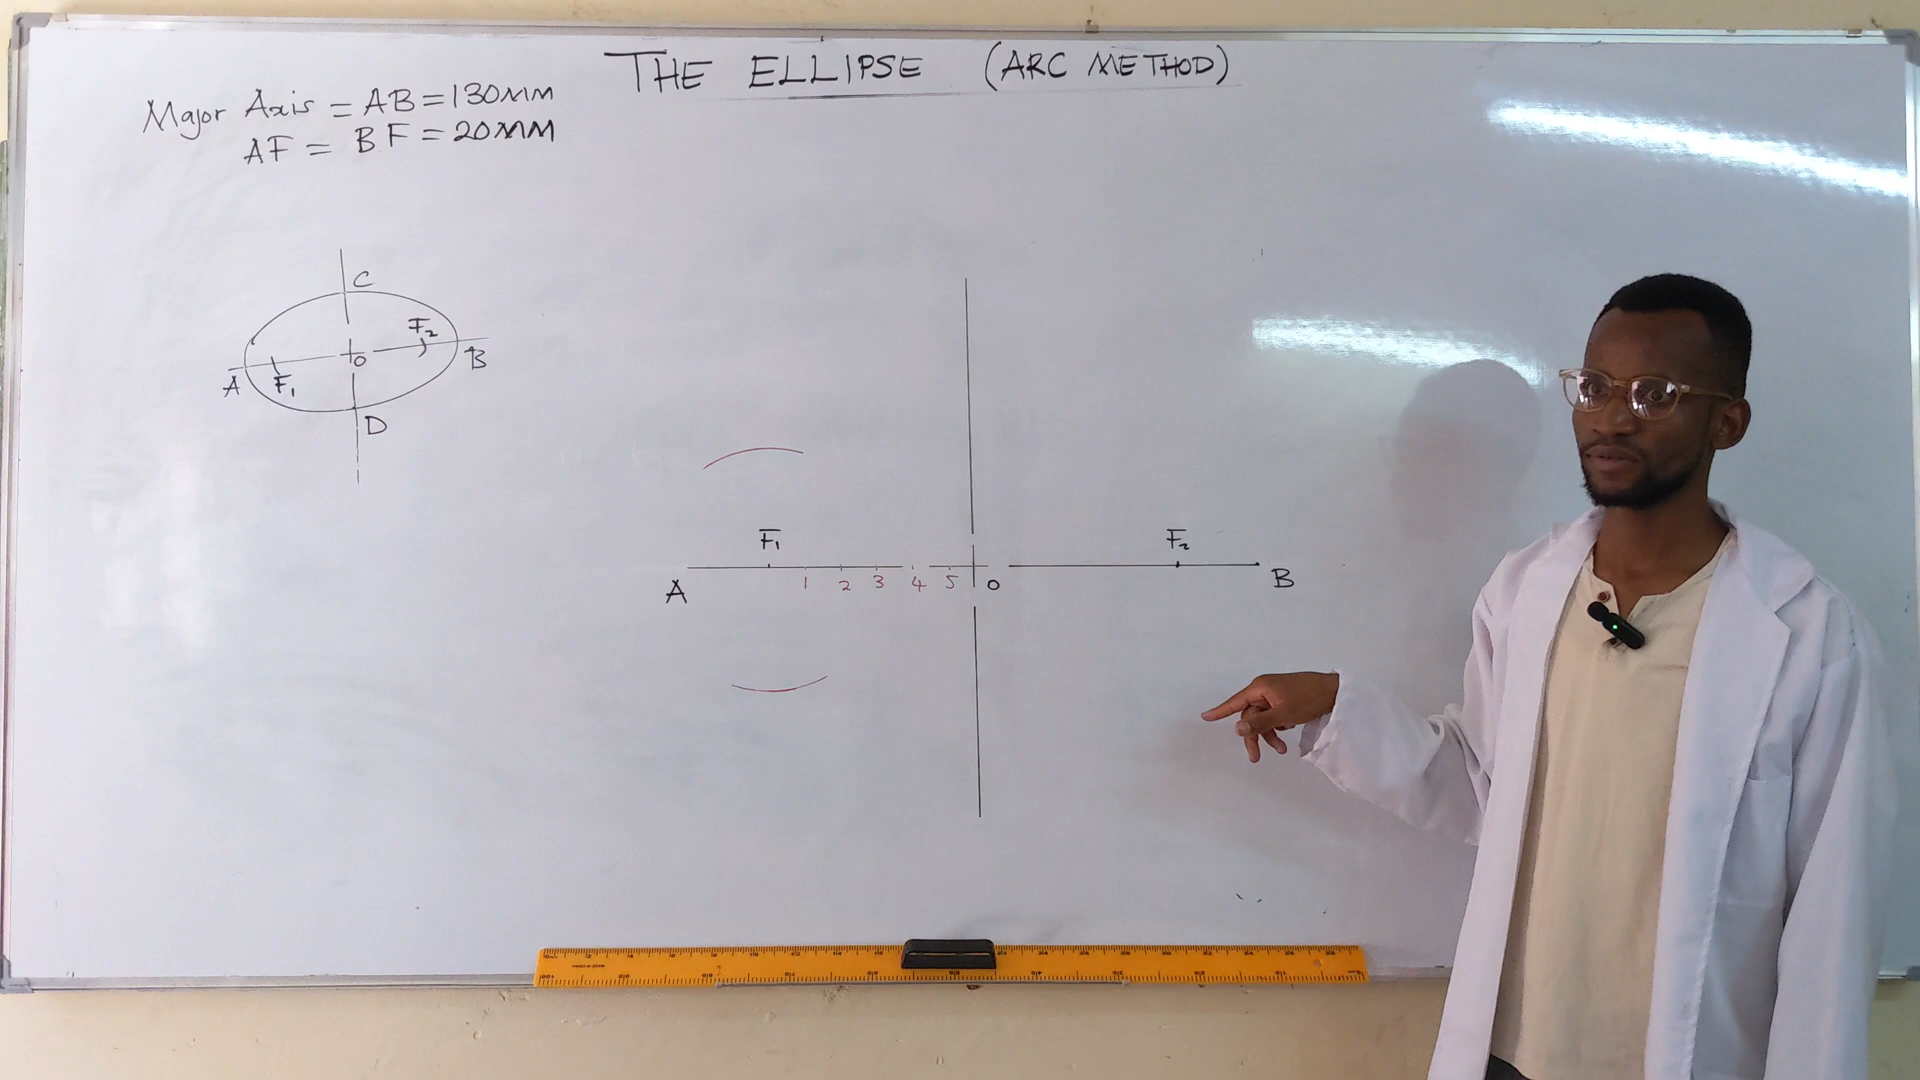 THE ELLIPSE (ARC METHOD)
Major Axis = AB = 130MM
AF = BF = 20MM
C
F2
O
A
F1
B
D
F1
F2
A
1 2 3 4 5
O
B